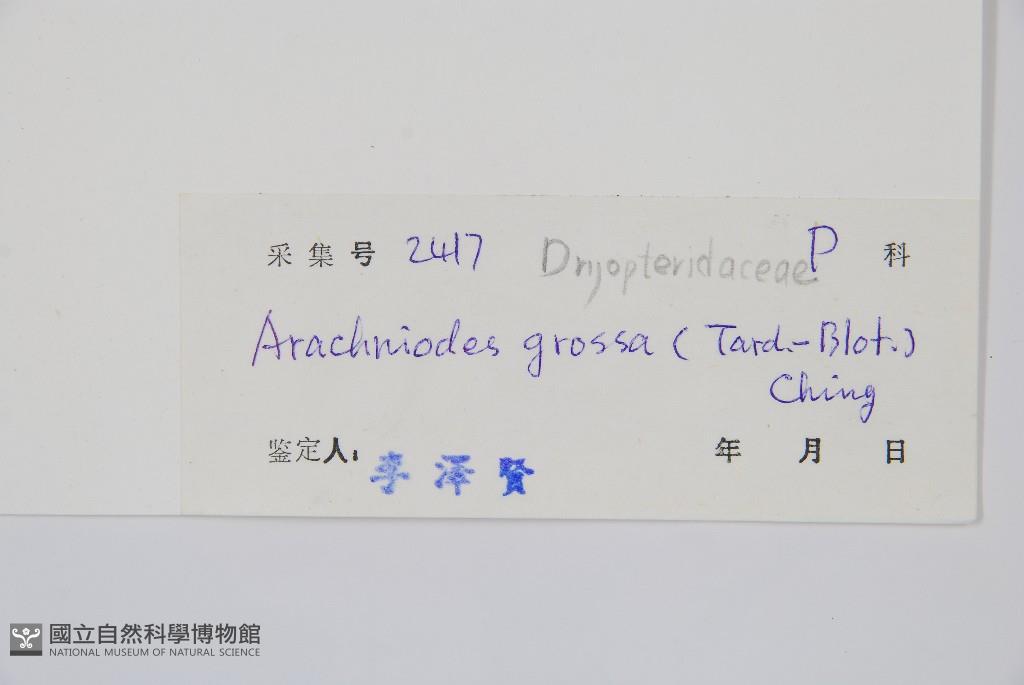 采集号 2417 Dryopteridaceae P 科
Arachniodes grossa (Tard.-Blot.)
Ching
鉴定人: 李泽贤 年 月 日
國立自然科學博物館
NATIONAL MUSEUM OF NATURAL SCIENCE